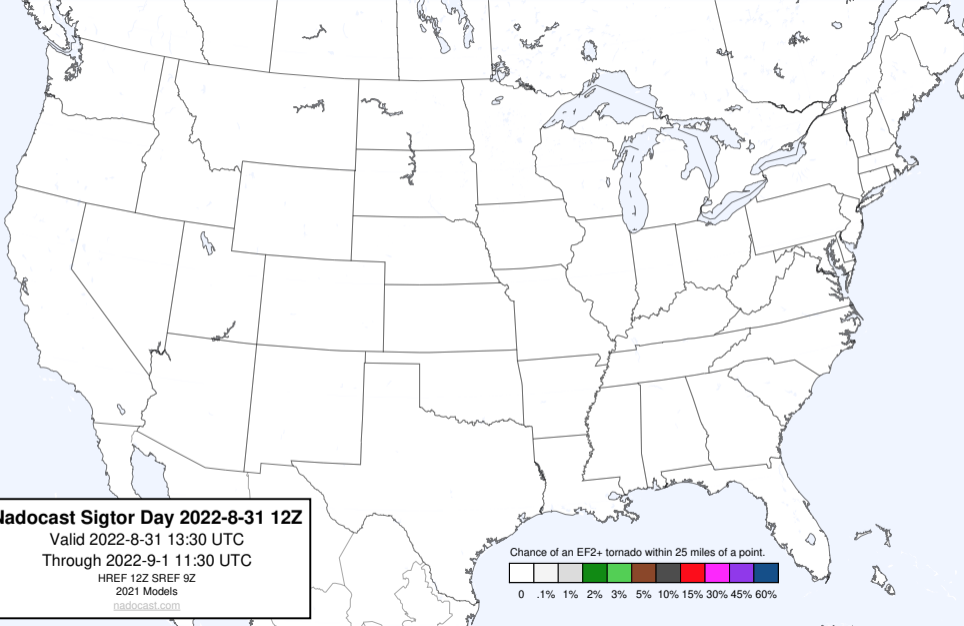 Nadocast Sigtor Day 2022-8-31 12Z
Valid 2022-8-31 13:30 UTC
Through 2022-9-1 11:30 UTC
HREF 12Z SREF 9Z
2021 Models
nadocast.com
Chance of an EF2+ tornado within 25 miles of a point.
0 .1% 1% 2% 3% 5% 10% 15% 30% 45% 60%